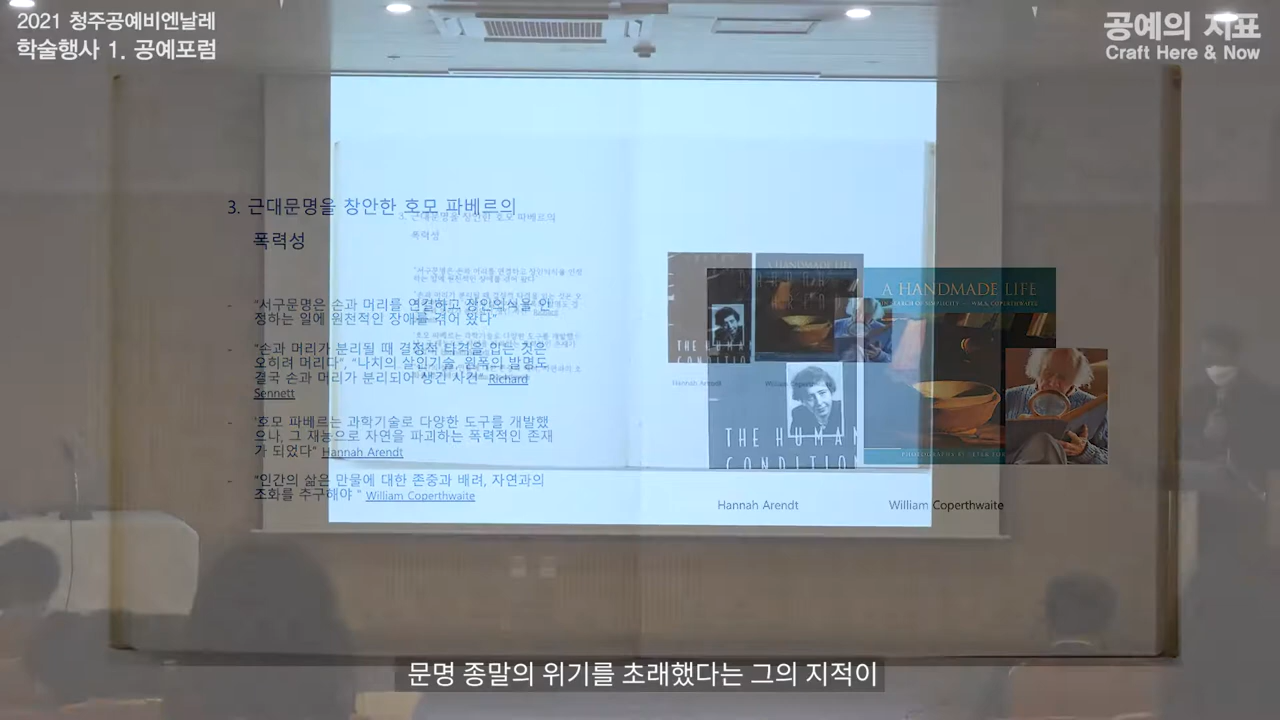 2021 청주공예비엔날레
학술행사 1. 공예포럼
공예의 지표
Craft Here & Now
3. 근대문명을 창안한 호모 파베르의
폭력성
- "서구문명은 손과 머리를 연결하고 장인의식을 인
정하는 일에 원천적인 장애를 겪어 왔다"
- "손과 머리가 분리될 때 결정적 타격을 입는 것은
오히려 머리다", "나치의 살인기술, 원폭의 발명도
결국 손과 머리가 분리되어 생긴 사건" Richard
Sennett
- "호모 파베르는 과학기술로 다양한 도구를 개발했
으나, 그 재능으로 자연을 파괴하는 폭력적인 존재
가 되었다" Hannah Arendt
- "인간의 삶은 만물에 대한 존중과 배려, 자연과의
조화를 추구해야 " William Coperthwaite
THE HUMAN
CONDITION
A HANDMADE LIFE
Hannah Arendt
William Coperthwaite
문명 종말의 위기를 초래했다는 그의 지적이